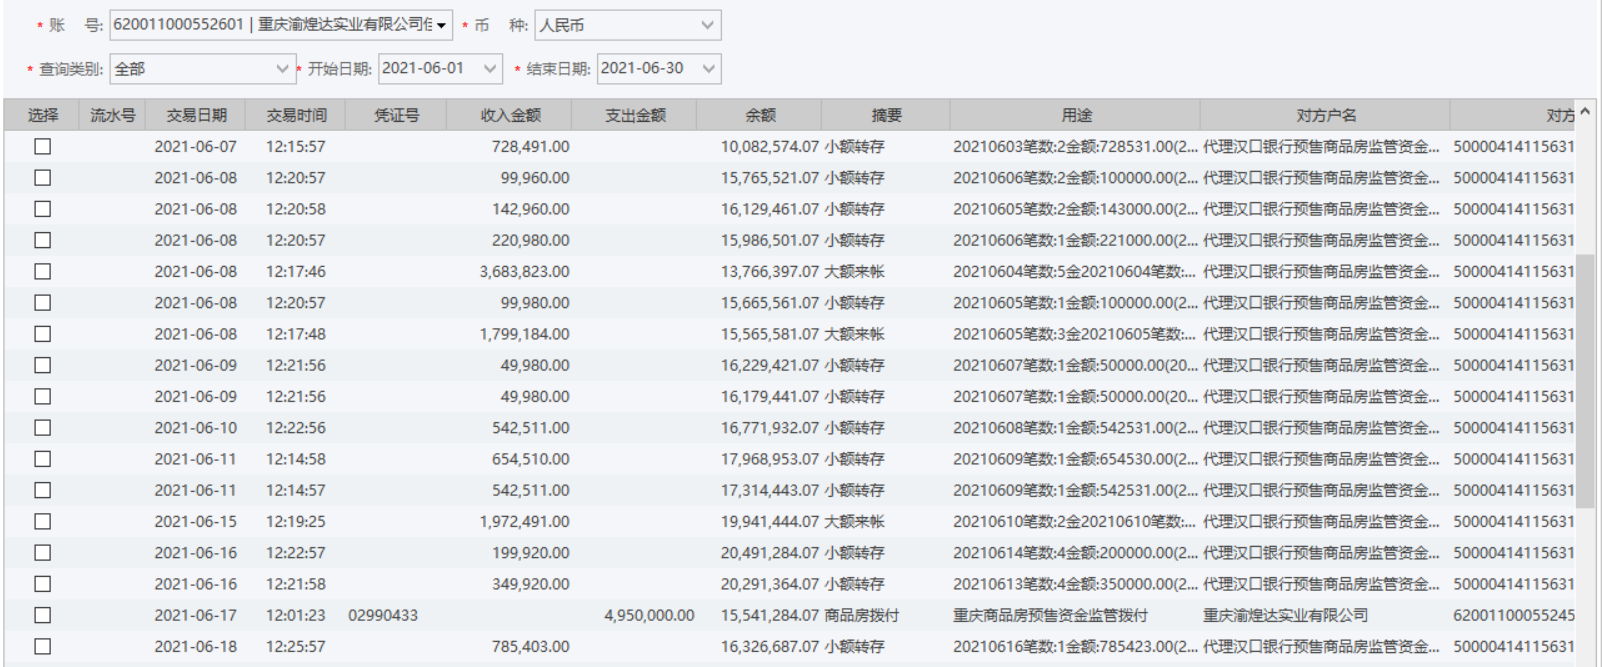 * 账 号: 620011000552601 | 重庆渝煌达实业有限公司住 * 币 种: 人民币
* 查询类别: 全部 * 开始日期: 2021-06-01 * 结束日期: 2021-06-30
选择 流水号 交易日期 交易时间 凭证号 收入金额 支出金额 余额 摘要 用途 对方户名 对方
2021-06-07 12:15:57 728,491.00 10,082,574.07 小额转存 20210603笔数:2金额:728531.00(2... 代理汉口银行预售商品房监管资金... 50000414115631
2021-06-08 12:20:57 99,960.00 15,765,521.07 小额转存 20210606笔数:2金额:100000.00(2... 代理汉口银行预售商品房监管资金... 50000414115631
2021-06-08 12:20:58 142,960.00 16,129,461.07 小额转存 20210605笔数:2金额:143000.00(2... 代理汉口银行预售商品房监管资金... 50000414115631
2021-06-08 12:20:57 220,980.00 15,986,501.07 小额转存 20210606笔数:1金额:221000.00(2... 代理汉口银行预售商品房监管资金... 50000414115631
2021-06-08 12:17:46 3,683,823.00 13,766,397.07 大额来帐 20210604笔数:5金20210604笔数:... 代理汉口银行预售商品房监管资金... 50000414115631
2021-06-08 12:20:57 99,980.00 15,665,561.07 小额转存 20210605笔数:1金额:100000.00(2... 代理汉口银行预售商品房监管资金... 50000414115631
2021-06-08 12:17:48 1,799,184.00 15,565,581.07 大额来帐 20210605笔数:3金20210605笔数:... 代理汉口银行预售商品房监管资金... 50000414115631
2021-06-09 12:21:56 49,980.00 16,229,421.07 小额转存 20210607笔数:1金额:50000.00(20... 代理汉口银行预售商品房监管资金... 50000414115631
2021-06-09 12:21:56 49,980.00 16,179,441.07 小额转存 20210607笔数:1金额:50000.00(20... 代理汉口银行预售商品房监管资金... 50000414115631
2021-06-10 12:22:56 542,511.00 16,771,932.07 小额转存 20210608笔数:1金额:542531.00(2... 代理汉口银行预售商品房监管资金... 50000414115631
2021-06-11 12:14:58 654,510.00 17,968,953.07 小额转存 20210609笔数:1金额:654530.00(2... 代理汉口银行预售商品房监管资金... 50000414115631
2021-06-11 12:14:57 542,511.00 17,314,443.07 小额转存 20210609笔数:1金额:542531.00(2... 代理汉口银行预售商品房监管资金... 50000414115631
2021-06-15 12:19:25 1,972,491.00 19,941,444.07 大额来帐 20210610笔数:2金20210610笔数:... 代理汉口银行预售商品房监管资金... 50000414115631
2021-06-16 12:22:57 199,920.00 20,491,284.07 小额转存 20210614笔数:4金额:200000.00(2... 代理汉口银行预售商品房监管资金... 50000414115631
2021-06-16 12:21:58 349,920.00 20,291,364.07 小额转存 20210613笔数:4金额:350000.00(2... 代理汉口银行预售商品房监管资金... 50000414115631
2021-06-17 12:01:23 02990433 4,950,000.00 15,541,284.07 商品房拨付 重庆商品房预售资金监管拨付 重庆渝煌达实业有限公司 62001100055245
2021-06-18 12:25:57 785,403.00 16,326,687.07 小额转存 20210616笔数:1金额:785423.00(2... 代理汉口银行预售商品房监管资金... 50000414115631